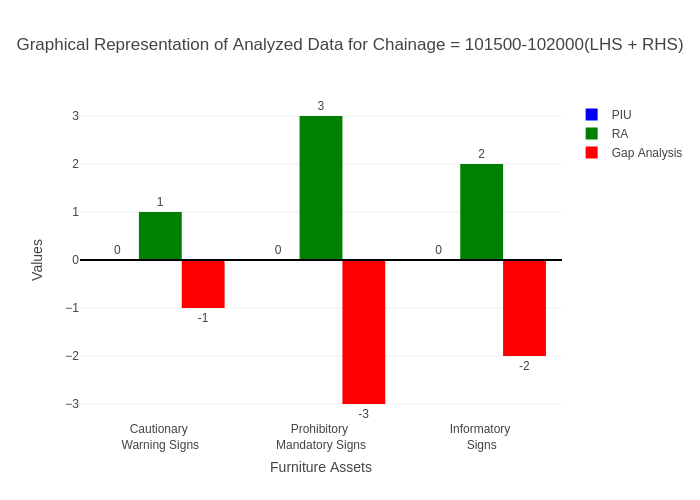 Graphical Representation of Analyzed Data for Chainage = 101500-102000(LHS + RHS)
PIU
RA
Gap Analysis
3
2
1
0
−1
−2
−3
Values
0
1
-1
0
3
-3
0
2
-2
Cautionary
Warning Signs
Prohibitory
Mandatory Signs
Informatory
Signs
Furniture Assets